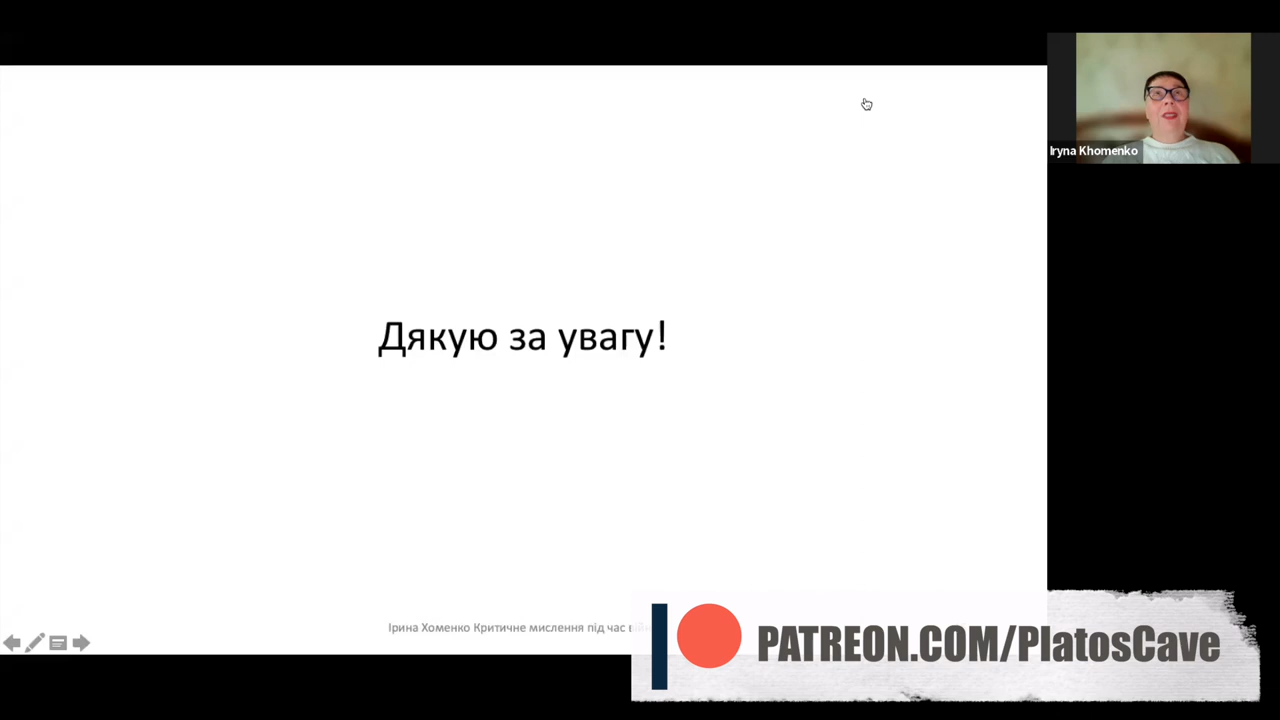 Iryna Khomenko
Дякую за увагу!
Ірина Хоменко Критичне мислення під час
PATREON.COM/PlatosCave